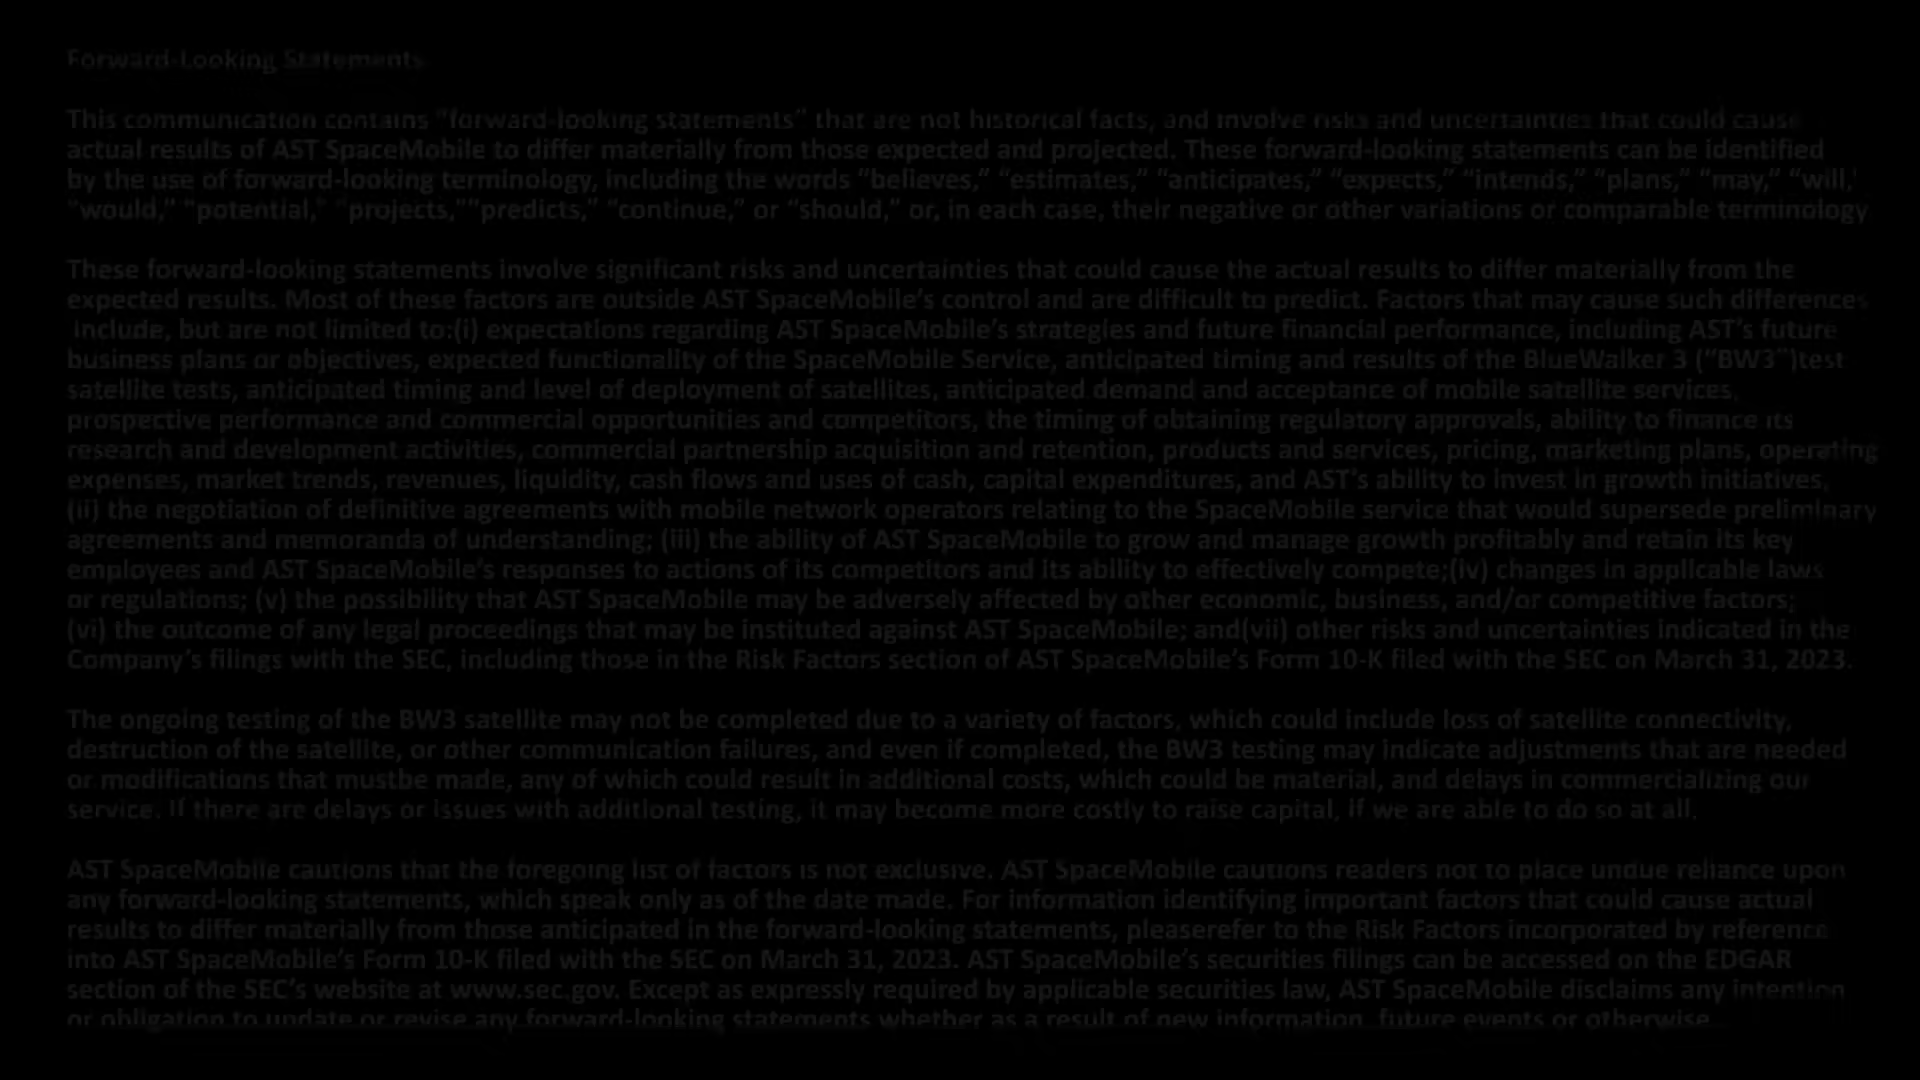 Forward-Looking Statements
This communication contains “forward-looking statements” that are not historical facts, and involve risks and uncertainties that could cause
actual results of AST SpaceMobile to differ materially from those expected and projected. These forward-looking statements can be identified
by the use of forward-looking terminology, including the words “believes,” “estimates,” “anticipates,” “expects,” “intends,” “plans,” “may,” “will,”
“would,” “potential,” “projects,”“predicts,” “continue,” or “should,” or, in each case, their negative or other variations or comparable terminology
These forward-looking statements involve significant risks and uncertainties that could cause the actual results to differ materially from the
expected results. Most of these factors are outside AST SpaceMobile’s control and are difficult to predict. Factors that may cause such differences
include, but are not limited to:(i) expectations regarding AST SpaceMobile’s strategies and future financial performance, including AST’s future
business plans or objectives, expected functionality of the SpaceMobile Service, anticipated timing and results of the BlueWalker 3 (“BW3”)test
satellite tests, anticipated timing and level of deployment of satellites, anticipated demand and acceptance of mobile satellite services,
prospective performance and commercial opportunities and competitors, the timing of obtaining regulatory approvals, ability to finance its
research and development activities, commercial partnership acquisition and retention, products and services, pricing, marketing plans, operating
expenses, market trends, revenues, liquidity, cash flows and uses of cash, capital expenditures, and AST’s ability to invest in growth initiatives,
(ii) the negotiation of definitive agreements with mobile network operators relating to the SpaceMobile service that would supersede preliminary
agreements and memoranda of understanding; (iii) the ability of AST SpaceMobile to grow and manage growth profitably and retain its key
employees and AST SpaceMobile’s responses to actions of its competitors and its ability to effectively compete;(iv) changes in applicable laws
or regulations; (v) the possibility that AST SpaceMobile may be adversely affected by other economic, business, and/or competitive factors;
(vi) the outcome of any legal proceedings that may be instituted against AST SpaceMobile; and(vii) other risks and uncertainties indicated in the
Company’s filings with the SEC, including those in the Risk Factors section of AST SpaceMobile’s Form 10-K filed with the SEC on March 31, 2023.
The ongoing testing of the BW3 satellite may not be completed due to a variety of factors, which could include loss of satellite connectivity,
destruction of the satellite, or other communication failures, and even if completed, the BW3 testing may indicate adjustments that are needed
or modifications that mustbe made, any of which could result in additional costs, which could be material, and delays in commercializing our
service. If there are delays or issues with additional testing, it may become more costly to raise capital, if we are able to do so at all.
AST SpaceMobile cautions that the foregoing list of factors is not exclusive. AST SpaceMobile cautions readers not to place undue reliance upon
any forward-looking statements, which speak only as of the date made. For information identifying important factors that could cause actual
results to differ materially from those anticipated in the forward-looking statements, pleaserefer to the Risk Factors incorporated by reference
into AST SpaceMobile’s Form 10-K filed with the SEC on March 31, 2023. AST SpaceMobile’s securities filings can be accessed on the EDGAR
section of the SEC’s website at www.sec.gov. Except as expressly required by applicable securities law, AST SpaceMobile disclaims any intention
or obligation to update or revise any forward-looking statements whether as a result of new information, future events or otherwise